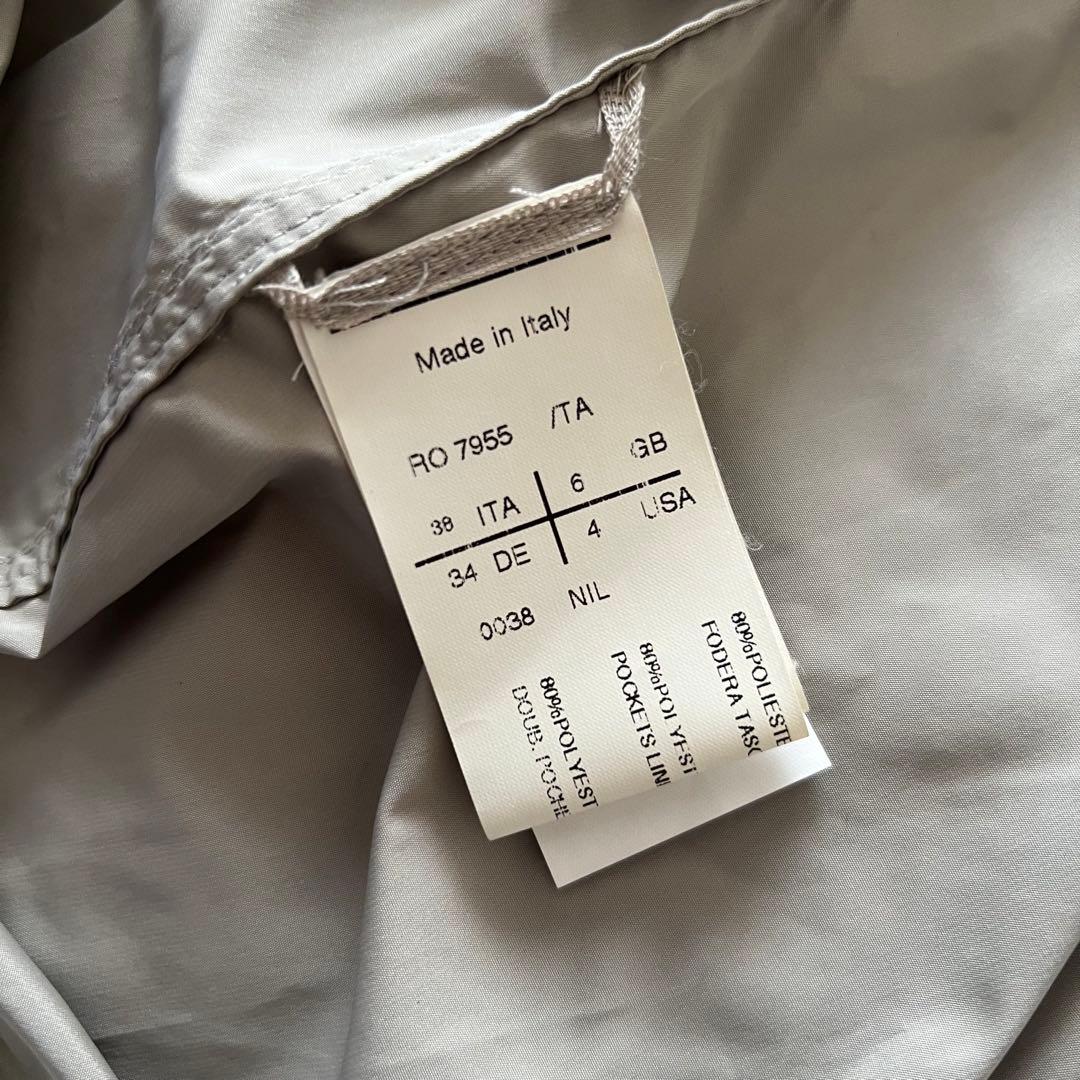 Made in Italy
RO 7955 /TA
38 ITA 6 GB
34 DE 4 USA
0038 NIL
80%POLIESTE
FODERA TASC
80%POLYEST
POCKETS LIN
80%POLYEST
DOUB. POCHE